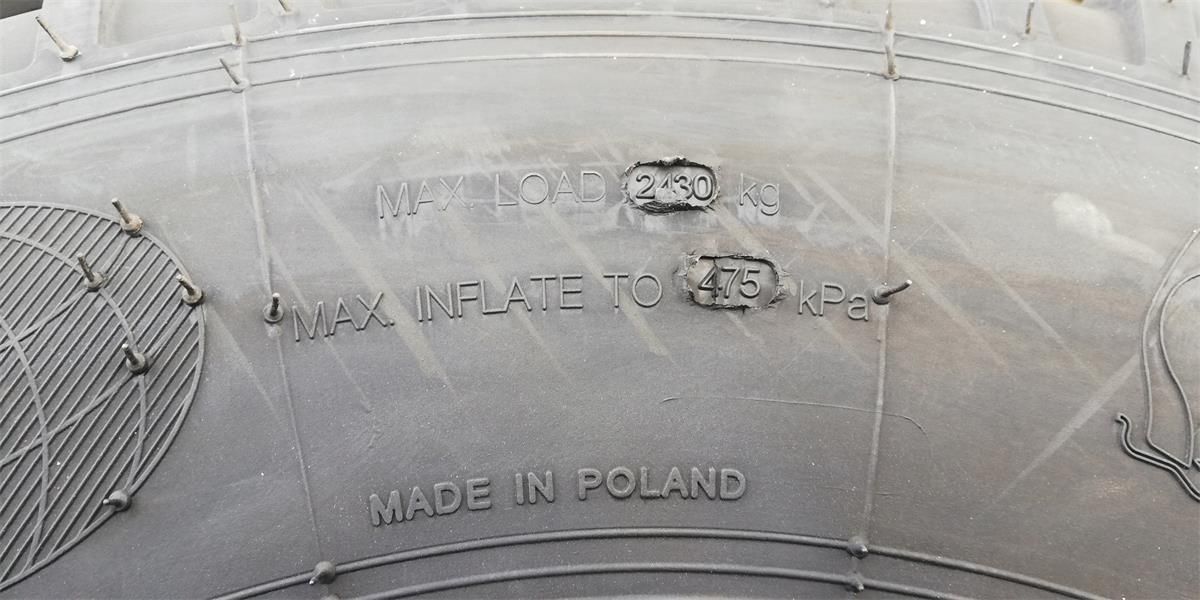 MAX. LOAD 2430 kg
MAX. INFLATE TO 475 kPa
MADE IN POLAND